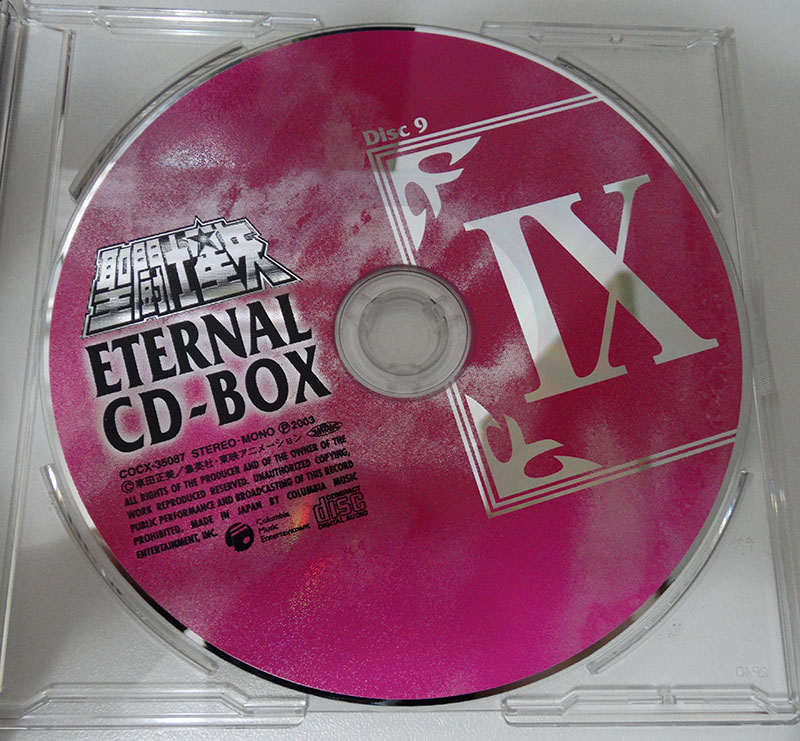 Disc 9
IX
聖闘士星矢
ETERNAL
CD-BOX
COCX-35087 STEREO・MONO Ⓟ2003
Ⓒ車田正美／集英社・東映アニメーション
ALL RIGHTS OF THE PRODUCER AND OF THE OWNER OF THE
WORK REPRODUCED RESERVED. UNAUTHORIZED COPYING,
PUBLIC PERFORMANCE AND BROADCASTING OF THIS RECORD
PROHIBITED. MADE IN JAPAN BY COLUMBIA MUSIC
ENTERTAINMENT, INC.
Columbia
Music
Entertainment
COMPACT
disc
DIGITAL AUDIO